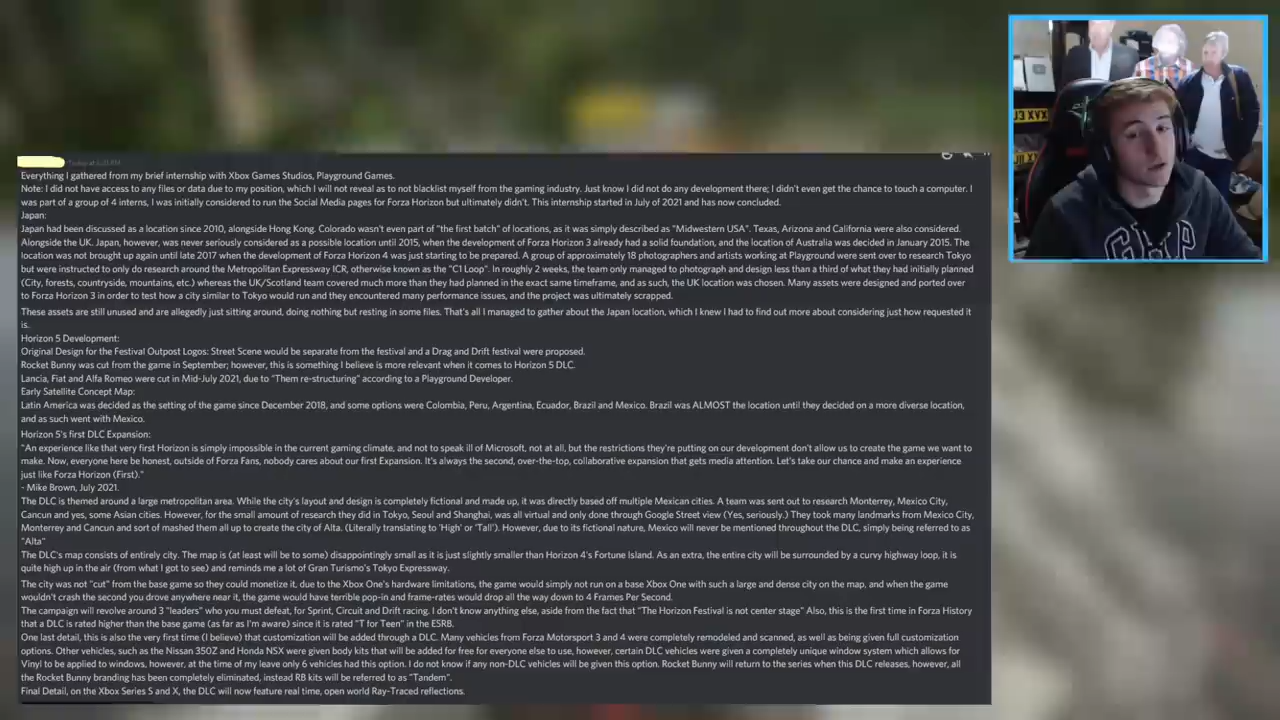 Today at
Everything I gathered from my brief internship with Xbox Games Studios, Playground Games.
Note: I did not have access to any files or data due to my position, which I will not reveal as to not blacklist myself from the gaming industry. Just know I did not do any development there; I didn't even get the chance to touch a computer. I
was part of a group of 4 interns, I was initially considered to run the Social Media pages for Forza Horizon but ultimately didn't. This internship started in July of 2021 and has now concluded.
Japan:
Japan had been discussed as a location since 2010, alongside Hong Kong. Colorado wasn't even part of "the first batch" of locations, as it was simply described as "Midwestern USA". Texas, Arizona and California were also considered.
Alongside the UK. Japan, however, was never seriously considered as a possible location until 2015, when the development of Forza Horizon 3 already had a solid foundation, and the location of Australia was decided in January 2015. The
location was not brought up again until late 2017 when the development of Forza Horizon 4 was just starting to be prepared. A group of approximately 18 photographers and artists working at Playground were sent over to research Tokyo
but were instructed to only do research around the Metropolitan Expressway ICR, otherwise known as the "C1 Loop". In roughly 2 weeks, the team only managed to photograph and design less than a third of what they had initially planned
(City, forests, countryside, mountains, etc.) whereas the UK/Scotland team covered much more than they had planned in the exact same timeframe, and as such, the UK location was chosen. Many assets were designed and ported over
to Forza Horizon 3 in order to test how a city similar to Tokyo would run and they encountered many performance issues, and the project was ultimately scrapped.
These assets are still unused and are allegedly just sitting around, doing nothing but resting in some files. That's all I managed to gather about the Japan location, which I knew I had to find out more about considering just how requested it
is.
Horizon 5 Development:
Original Design for the Festival Outpost Logos: Street Scene would be separate from the festival and a Drag and Drift festival were proposed.
Rocket Bunny was cut from the game in September; however, this is something I believe is more relevant when it comes to Horizon 5 DLC.
Lancia, Fiat and Alfa Romeo were cut in Mid-July 2021, due to "Them re-structuring" according to a Playground Developer.
Early Satellite Concept Map:
Latin America was decided as the setting of the game since December 2018, and some options were Colombia, Peru, Argentina, Ecuador, Brazil and Mexico. Brazil was ALMOST the location until they decided on a more diverse location,
and as such went with Mexico.
Horizon 5's first DLC Expansion:
"An experience like that very first Horizon is simply impossible in the current gaming climate, and not to speak ill of Microsoft, not at all, but the restrictions they're putting on our development don't allow us to create the game we want to
make. Now, everyone here be honest, outside of Forza Fans, nobody cares about our first Expansion. It's always the second, over-the-top, collaborative expansion that gets media attention. Let's take our chance and make an experience
just like Forza Horizon (First)."
- Mike Brown, July 2021.
The DLC is themed around a large metropolitan area. While the city's layout and design is completely fictional and made up, it was directly based off multiple Mexican cities. A team was sent out to research Monterrey, Mexico City,
Cancun and yes, some Asian cities. However, for the small amount of research they did in Tokyo, Seoul and Shanghai, was all virtual and only done through Google Street view (Yes, seriously.) They took many landmarks from Mexico City,
Monterrey and Cancun and sort of mashed them all up to create the city of Alta. (Literally translating to 'High' or 'Tall'). However, due to its fictional nature, Mexico will never be mentioned throughout the DLC, simply being referred to as
"Alta"
The DLC's map consists of entirely city. The map is (at least will be to some) disappointingly small as it is just slightly smaller than Horizon 4's Fortune Island. As an extra, the entire city will be surrounded by a curvy highway loop, it is
quite high up in the air (from what I got to see) and reminds me a lot of Gran Turismo's Tokyo Expressway.
The city was not "cut" from the base game so they could monetize it, due to the Xbox One's hardware limitations, the game would simply not run on a base Xbox One with such a large and dense city on the map, and when the game
wouldn't crash the second you drove anywhere near it, the game would have terrible pop-in and frame-rates would drop all the way down to 4 Frames Per Second.
The campaign will revolve around 3 "leaders" who you must defeat, for Sprint, Circuit and Drift racing. I don't know anything else, aside from the fact that "The Horizon Festival is not center stage" Also, this is the first time in Forza History
that a DLC is rated higher than the base game (as far as I'm aware) since it is rated "T for Teen" in the ESRB.
One last detail, this is also the very first time (I believe) that customization will be added through a DLC. Many vehicles from Forza Motorsport 3 and 4 were completely remodeled and scanned, as well as being given full customization
options. Other vehicles, such as the Nissan 350Z and Honda NSX were given body kits that will be added for free for everyone else to use, however, certain DLC vehicles were given a completely unique window system which allows for
Vinyl to be applied to windows, however, at the time of my leave only 6 vehicles had this option. I do not know if any non-DLC vehicles will be given this option. Rocket Bunny will return to the series when this DLC releases, however, all
the Rocket Bunny branding has been completely eliminated, instead RB kits will be referred to as "Tandem".
Final Detail, on the Xbox Series S and X, the DLC will now feature real time, open world Ray-Traced reflections.
GAP